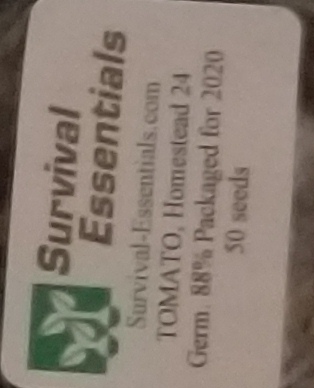 Survival
Essentials
Survival-Essentials.com
TOMATO, Homestead 24
Germ. 88% Packaged for 2020
50 seeds